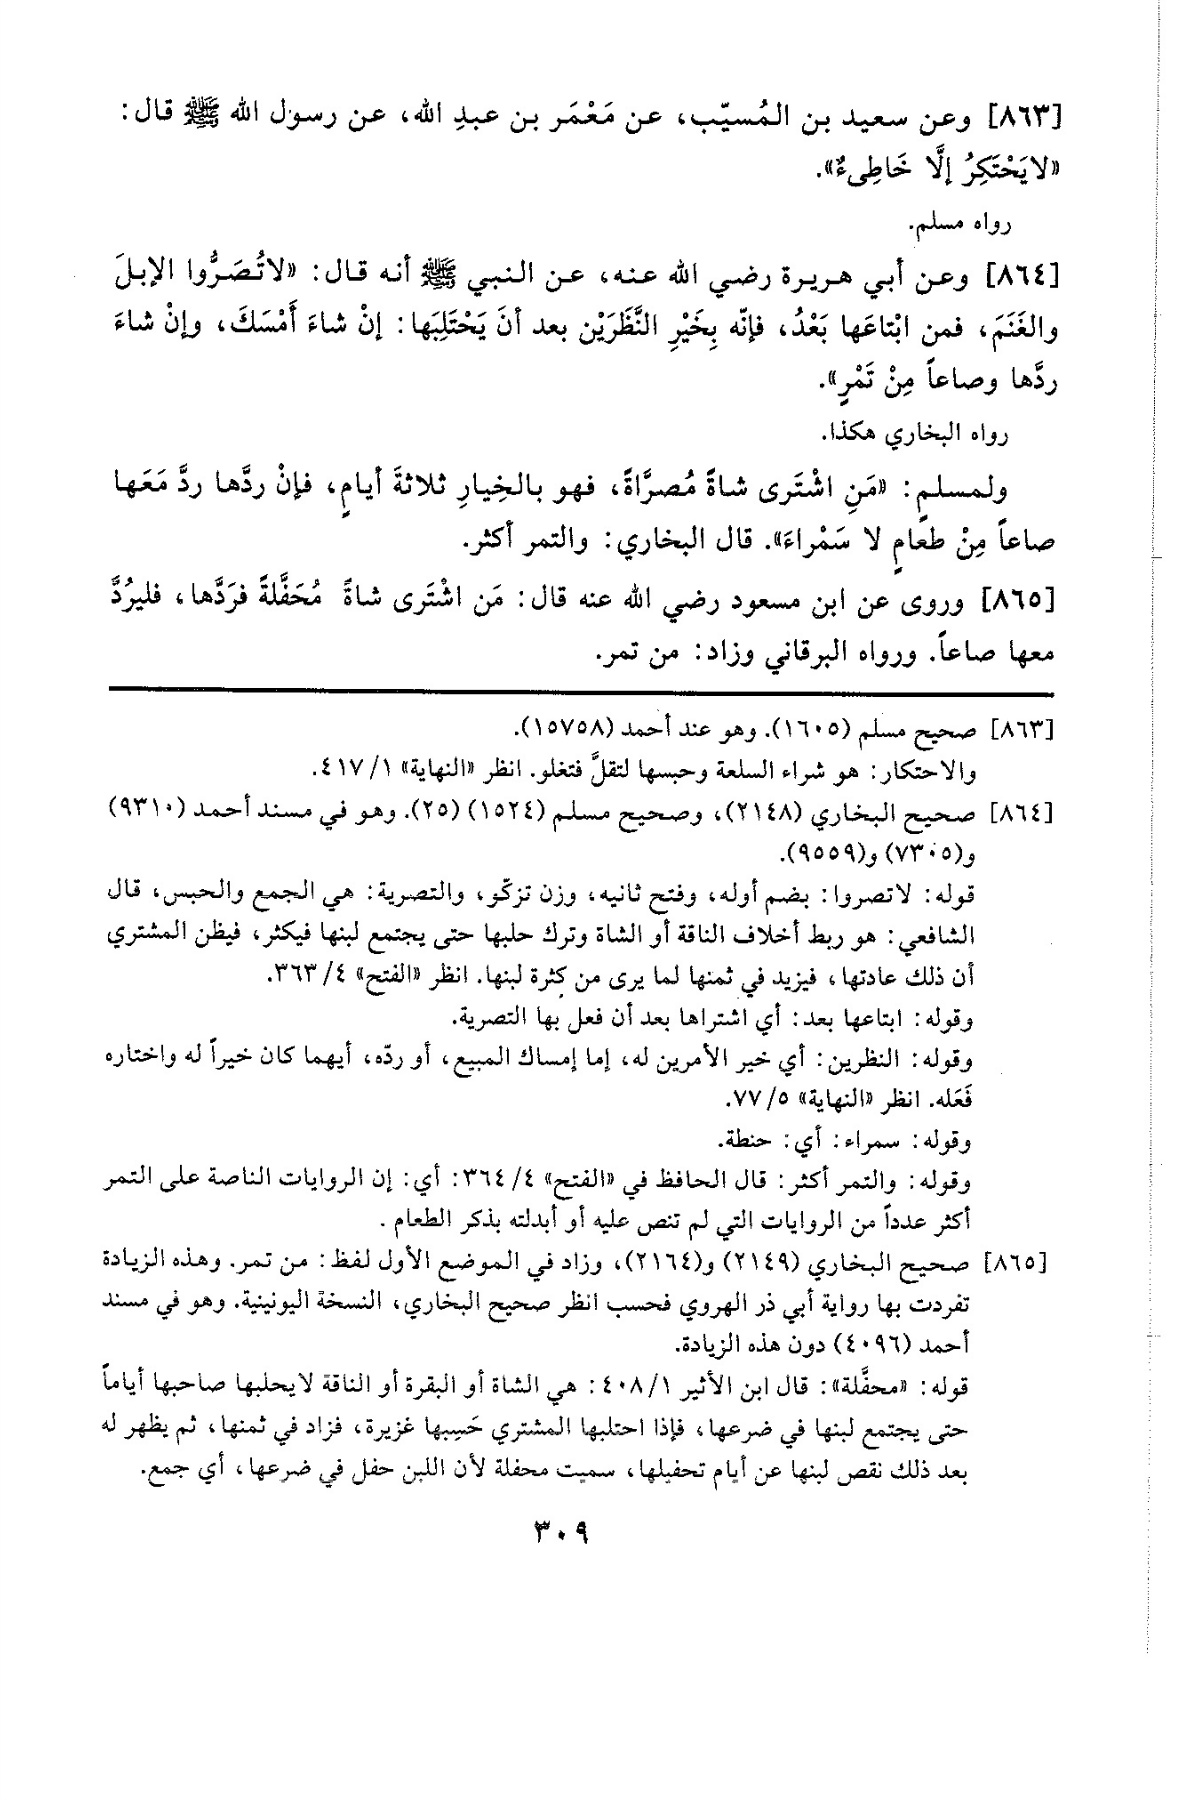 [٨٦٣] وعن سعيد بن المُسيّب، عن مَعْمَر بن عبدِ الله، عن رسول الله ﷺ قال:
«لايَحْتَكِرُ إلَّا خَاطِىءٌ».
رواه مسلم.
[٨٦٤] وعن أبي هريرة رضي الله عنه، عن النبي ﷺ أنه قال: «لاتُصَرُّوا الإبلَ
والغَنَمَ، فمن ابْتاعَها بَعْدُ، فإنّه بِخَيْرِ النَّظَرَيْن بعد أنَ يَحْتَلِبَها: إنْ شاءَ أَمْسَكَ، وإنْ شاءَ
ردَّها وصاعاً مِنْ تَمْرٍ».
رواه البخاري هكذا.
ولمسلمٍ: «مَنِ اشْتَرى شاةً مُصرَّاةً، فهو بالخِيارِ ثلاثةَ أيامٍ، فإنْ ردَّها ردَّ مَعَها
صاعاً مِنْ طعامٍ لا سَمْراءَ». قال البخاري: والتمر أكثر.
[٨٦٥] وروى عن ابن مسعود رضي الله عنه قال: مَن اشْتَرى شاةً مُحَفَّلةً فرَدَّها، فليرُدَّ
معها صاعاً. ورواه البرقاني وزاد: من تمر.
[٨٦٣] صحيح مسلم (١٦٠٥). وهو عند أحمد (١٥٧٥٨).
والاحتكار: هو شراء السلعة وحبسها لتقلَّ فتغلو. انظر «النهاية» ٤١٧/١.
[٨٦٤] صحيح البخاري (٢١٤٨)، وصحيح مسلم (١٥٢٤) (٢٥). وهو في مسند أحمد (٩٣١٠)
و(٧٣٠٥) و(٩٥٥٩).
قوله: لاتصروا: بضم أوله، وفتح ثانيه، وزن تزكّو، والتصرية: هي الجمع والحبس، قال
الشافعي: هو ربط أخلاف الناقة أو الشاة وترك حلبها حتى يجتمع لبنها فيكثر، فيظن المشتري
أن ذلك عادتها، فيزيد في ثمنها لما يرى من كثرة لبنها. انظر «الفتح» ٣٦٣/٤.
وقوله: ابتاعها بعد: أي اشتراها بعد أن فعل بها التصرية.
وقوله: النظرين: أي خير الأمرين له، إما إمساك المبيع، أو ردّه، أيهما كان خيراً له واختاره
فَعَله. انظر «النهاية» ٧٧/٥.
وقوله: سمراء: أي: حنطة.
وقوله: والتمر أكثر: قال الحافظ في «الفتح» ٣٦٤/٤: أي: إن الروايات الناصة على التمر
أكثر عدداً من الروايات التي لم تنص عليه أو أبدلته بذكر الطعام .
[٨٦٥] صحيح البخاري (٢١٤٩) و(٢١٦٤)، وزاد في الموضع الأول لفظ: من تمر. وهذه الزيادة
تفردت بها رواية أبي ذر الهروي فحسب انظر صحيح البخاري، النسخة اليونينية. وهو في مسند
أحمد (٤٠٩٦) دون هذه الزيادة.
قوله: «محفَّلة»: قال ابن الأثير ٤٠٨/١: هي الشاة أو البقرة أو الناقة لايحلبها صاحبها أياماً
حتى يجتمع لبنها في ضرعها، فإذا احتلبها المشتري حَسِبها غزيرة، فزاد في ثمنها، ثم يظهر له
بعد ذلك نقص لبنها عن أيام تحفيلها، سميت محفلة لأن اللبن حفل في ضرعها، أي جمع.
٣٠٩